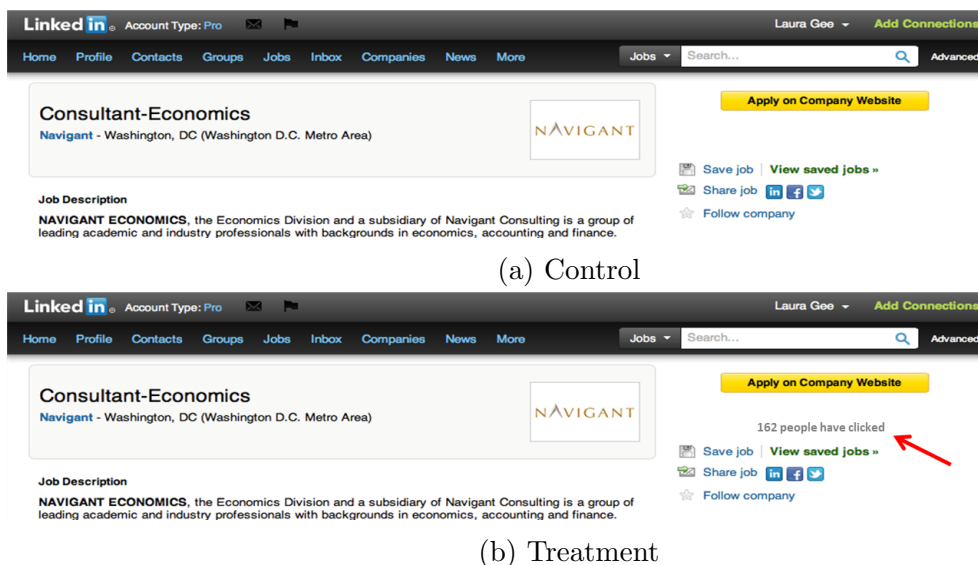 Linked in ® Account Type: Pro Laura Gee Add Connections
Home Profile Contacts Groups Jobs Inbox Companies News More Jobs Search... Advanced
Consultant-Economics
Navigant - Washington, DC (Washington D.C. Metro Area)
NAVIGANT
Apply on Company Website
Save job View saved jobs »
Share job in f
Follow company
Job Description
NAVIGANT ECONOMICS, the Economics Division and a subsidiary of Navigant Consulting is a group of
leading academic and industry professionals with backgrounds in economics, accounting and finance.
(a) Control
Linked in ® Account Type: Pro Laura Gee Add Connections
Home Profile Contacts Groups Jobs Inbox Companies News More Jobs Search... Advanced
Consultant-Economics
Navigant - Washington, DC (Washington D.C. Metro Area)
NAVIGANT
Apply on Company Website
162 people have clicked
Save job View saved jobs »
Share job in f
Follow company
Job Description
NAVIGANT ECONOMICS, the Economics Division and a subsidiary of Navigant Consulting is a group of
leading academic and industry professionals with backgrounds in economics, accounting and finance.
(b) Treatment